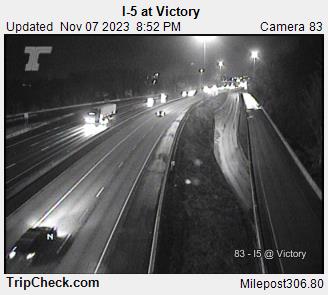 I-5 at Victory
Updated Nov 07 2023 8:52 PM Camera 83
T
N
83 - I5 @ Victory
TripCheck.com Milepost306.80